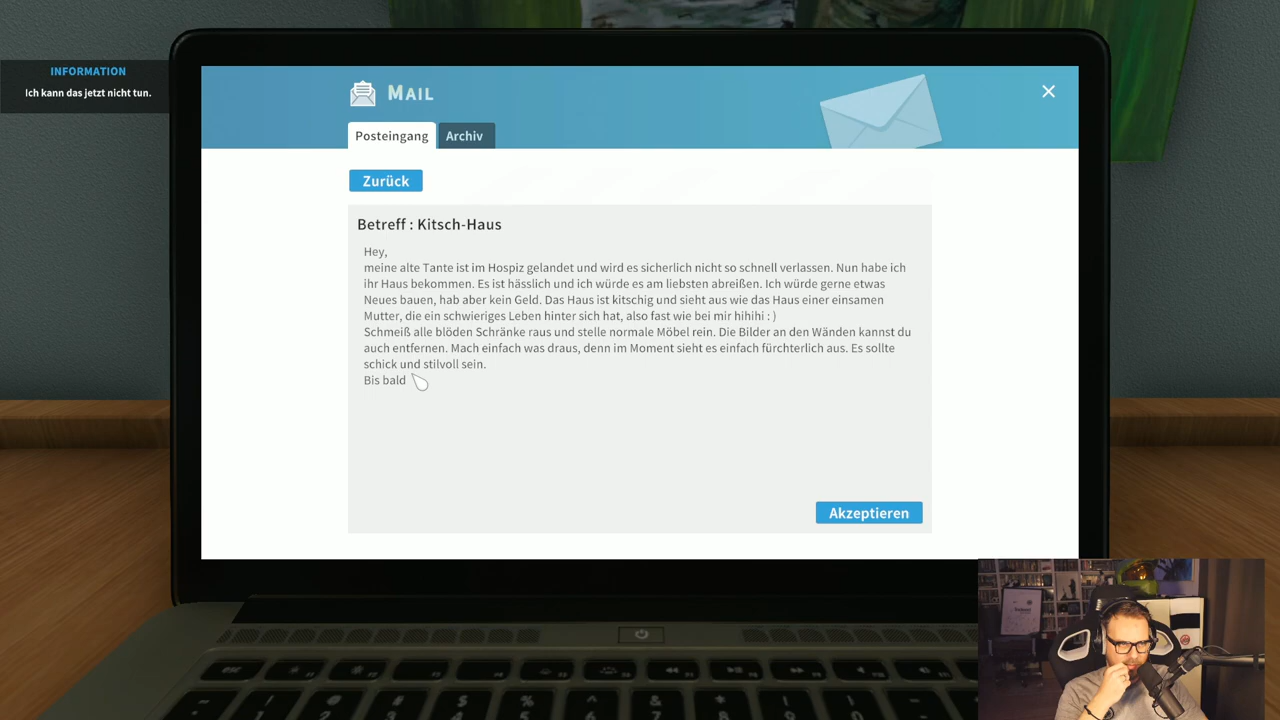 INFORMATION
Ich kann das jetzt nicht tun.
MAIL
Posteingang
Archiv
Zurück
Betreff : Kitsch-Haus
Hey,
meine alte Tante ist im Hospiz gelandet und wird es sicherlich nicht so schnell verlassen. Nun habe ich
ihr Haus bekommen. Es ist hässlich und ich würde es am liebsten abreißen. Ich würde gerne etwas
Neues bauen, hab aber kein Geld. Das Haus ist kitschig und sieht aus wie das Haus einer einsamen
Mutter, die ein schwieriges Leben hinter sich hat, also fast wie bei mir hihihi : )
Schmeiß alle blöden Schränke raus und stelle normale Möbel rein. Die Bilder an den Wänden kannst du
auch entfernen. Mach einfach was draus, denn im Moment sieht es einfach fürchterlich aus. Es sollte
schick und stilvoll sein.
Bis bald
Akzeptieren